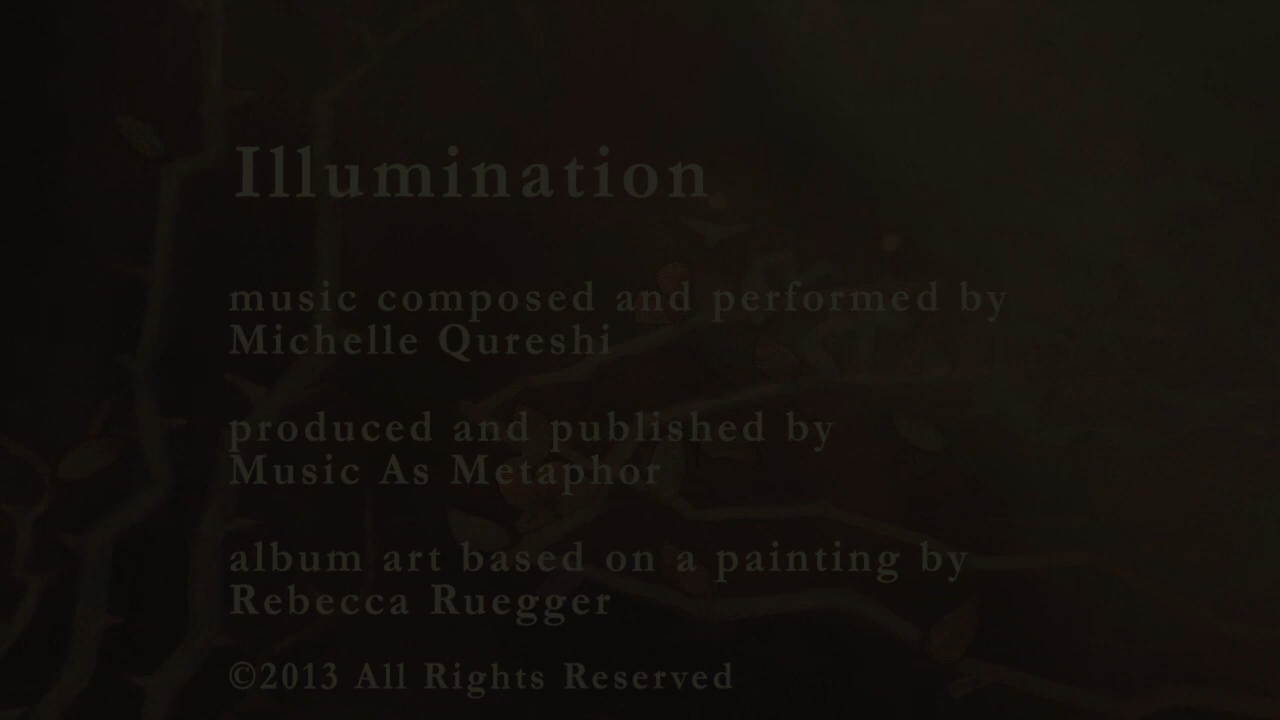 Illumination
music composed and performed by
Michelle Qureshi
produced and published by
Music As Metaphor
album art based on a painting by
Rebecca Ruegger
©2013 All Rights Reserved